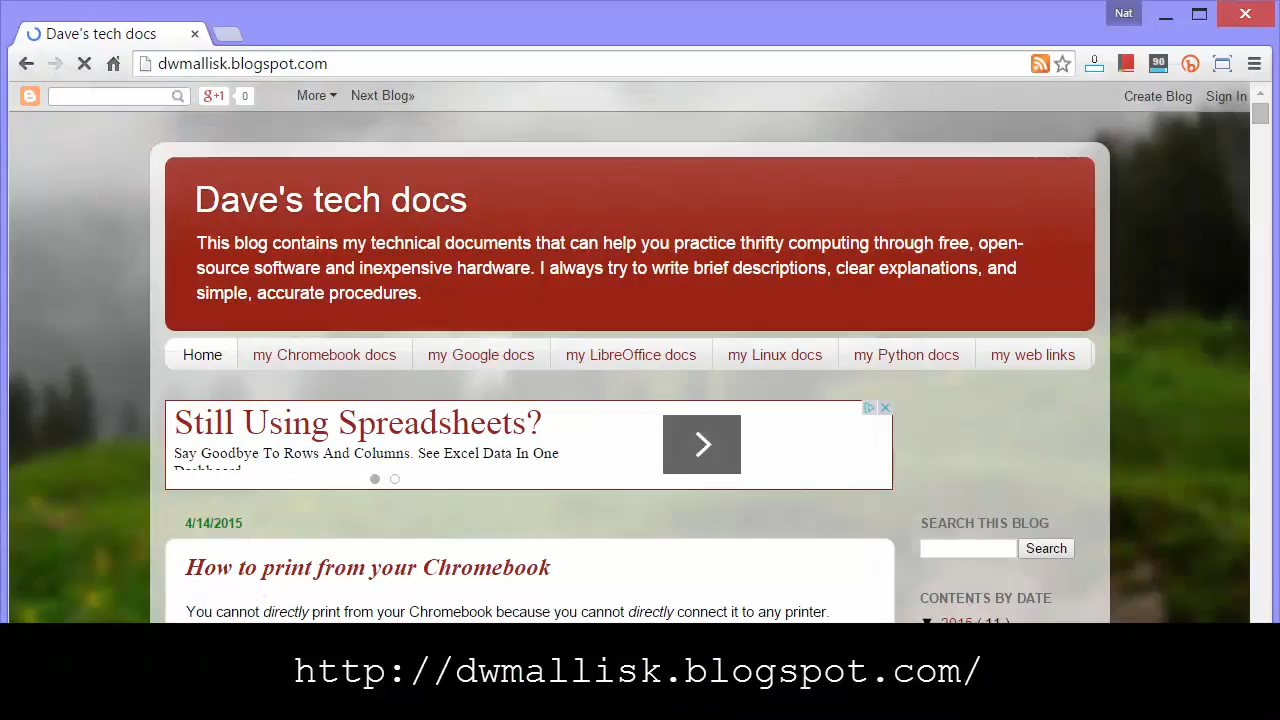 Nat
Dave's tech docs
dwmallisk.blogspot.com
0
90
g+1 0 More Next Blog» Create Blog Sign In
Dave's tech docs
This blog contains my technical documents that can help you practice thrifty computing through free, open-
source software and inexpensive hardware. I always try to write brief descriptions, clear explanations, and
simple, accurate procedures.
Home my Chromebook docs my Google docs my LibreOffice docs my Linux docs my Python docs my web links
Still Using Spreadsheets?
Say Goodbye To Rows And Columns. See Excel Data In One
Dashboard
4/14/2015
SEARCH THIS BLOG
Search
How to print from your Chromebook
You cannot directly print from your Chromebook because you cannot directly connect it to any printer.
CONTENTS BY DATE
▼ 2015 ( 11 )
http://dwmallisk.blogspot.com/